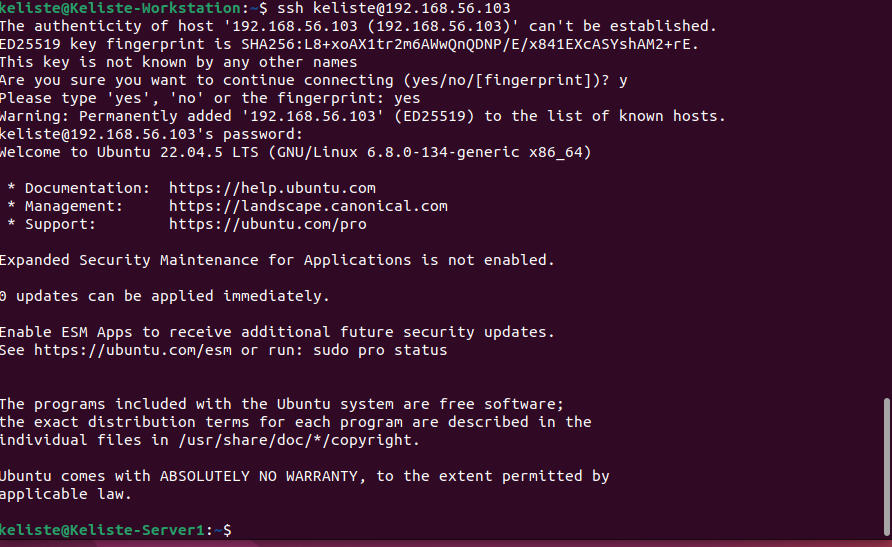 keliste@Keliste-Workstation:~$ ssh keliste@192.168.56.103
The authenticity of host '192.168.56.103 (192.168.56.103)' can't be established.
ED25519 key fingerprint is SHA256:L8+xoAX1tr2m6AWwQnQDNP/E/x841EXcASYshAM2+rE.
This key is not known by any other names
Are you sure you want to continue connecting (yes/no/[fingerprint])? y
Please type 'yes', 'no' or the fingerprint: yes
Warning: Permanently added '192.168.56.103' (ED25519) to the list of known hosts.
keliste@192.168.56.103's password:
Welcome to Ubuntu 22.04.5 LTS (GNU/Linux 6.8.0-134-generic x86_64)

 * Documentation:  https://help.ubuntu.com
 * Management:     https://landscape.canonical.com
 * Support:        https://ubuntu.com/pro

Expanded Security Maintenance for Applications is not enabled.

0 updates can be applied immediately.

Enable ESM Apps to receive additional future security updates.
See https://ubuntu.com/esm or run: sudo pro status

The programs included with the Ubuntu system are free software;
the exact distribution terms for each program are described in the
individual files in /usr/share/doc/*/copyright.

Ubuntu comes with ABSOLUTELY NO WARRANTY, to the extent permitted by
applicable law.

keliste@Keliste-Server1:~$